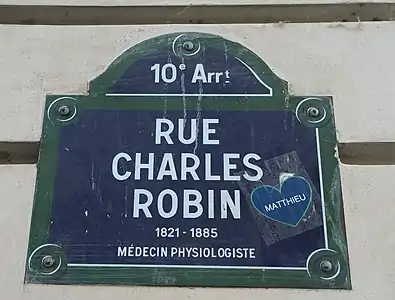 10e Arrt
RUE
CHARLES
ROBIN
MATTHIEU
1821 - 1885
MÉDECIN PHYSIOLOGISTE